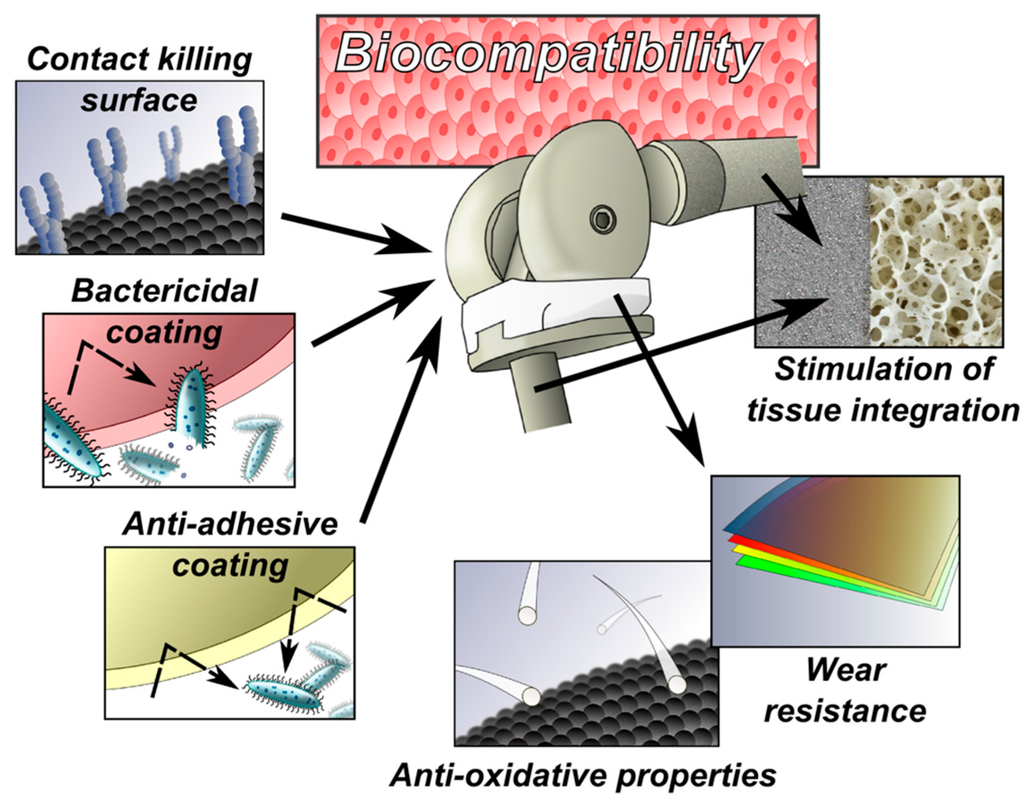 Biocompatibility
Contact killing
surface
Bactericidal
coating
Anti-adhesive
coating
Stimulation of
tissue integration
Wear
resistance
Anti-oxidative properties